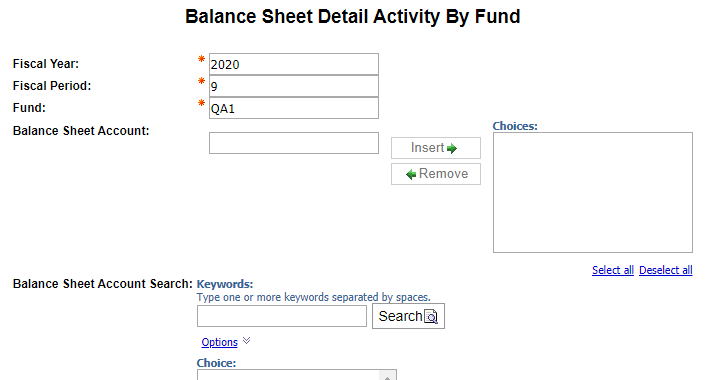 Balance Sheet Detail Activity By Fund
Fiscal Year: * 2020
Fiscal Period: * 9
Fund: * QA1
Balance Sheet Account:
Choices:
Insert
Remove
Select all Deselect all
Balance Sheet Account Search: Keywords:
Type one or more keywords separated by spaces.
Search
Options
Choice: